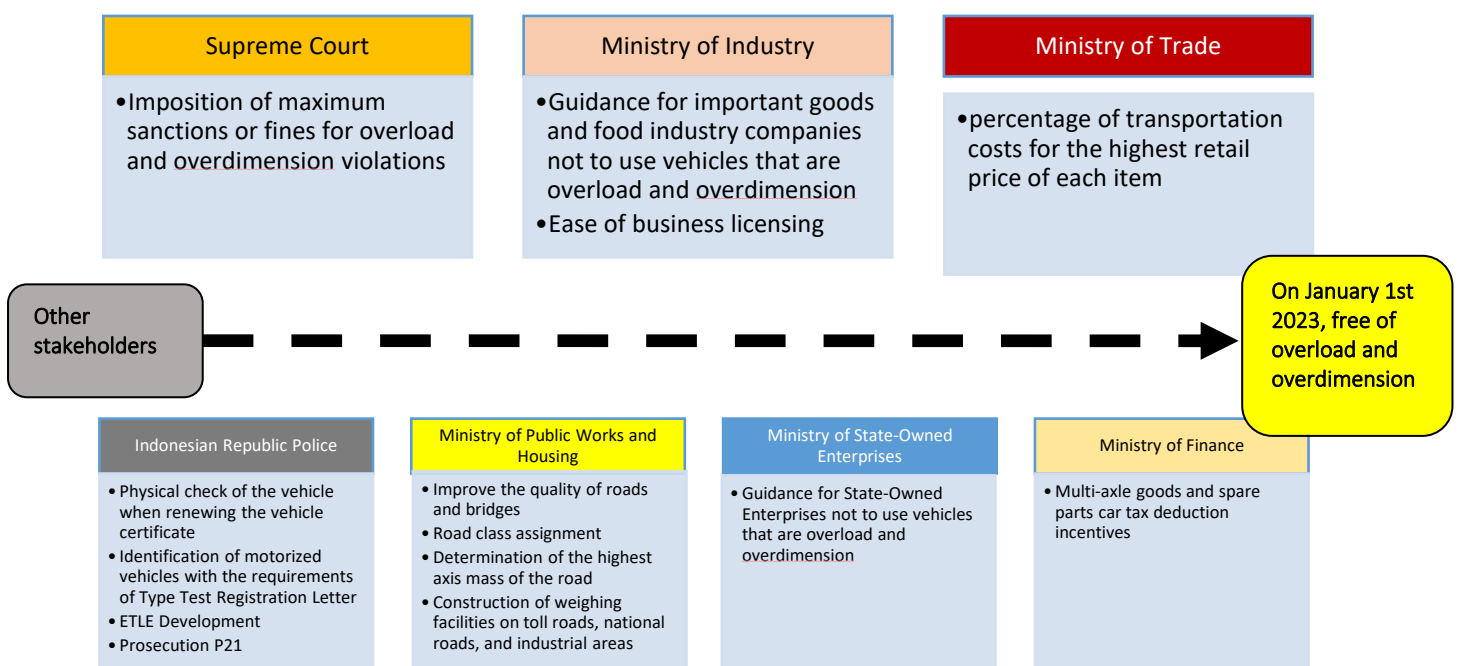 Supreme Court
•Imposition of maximum
sanctions or fines for overload
and overdimension violations
Ministry of Industry
•Guidance for important goods
and food industry companies
not to use vehicles that are
overload and overdimension
•Ease of business licensing
Ministry of Trade
•percentage of transportation
costs for the highest retail
price of each item
Other
stakeholders
On January 1st
2023, free of
overload and
overdimension
Indonesian Republic Police
• Physical check of the vehicle
when renewing the vehicle
certificate
• Identification of motorized
vehicles with the requirements
of Type Test Registration Letter
• ETLE Development
• Prosecution P21
Ministry of Public Works and
Housing
• Improve the quality of roads
and bridges
• Road class assignment
• Determination of the highest
axis mass of the road
• Construction of weighing
facilities on toll roads, national
roads, and industrial areas
Ministry of State-Owned
Enterprises
• Guidance for State-Owned
Enterprises not to use vehicles
that are overload and
overdimension
Ministry of Finance
• Multi-axle goods and spare
parts car tax deduction
incentives